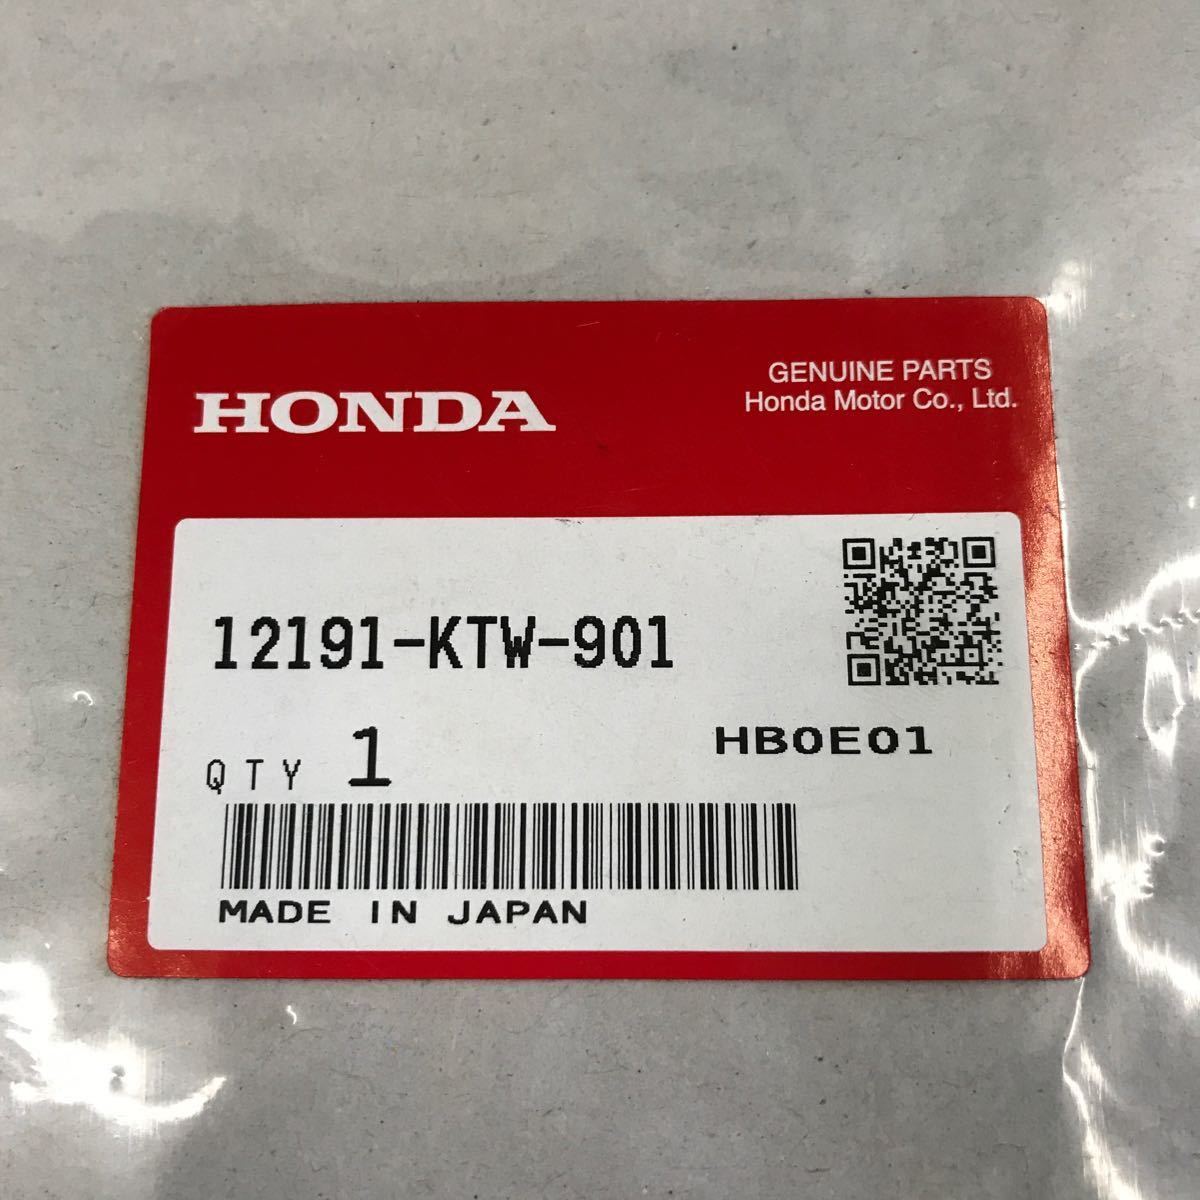 HONDA
GENUINE PARTS
Honda Motor Co., Ltd.
12191-KTW-901
QTY 1
HB0E01
MADE IN JAPAN